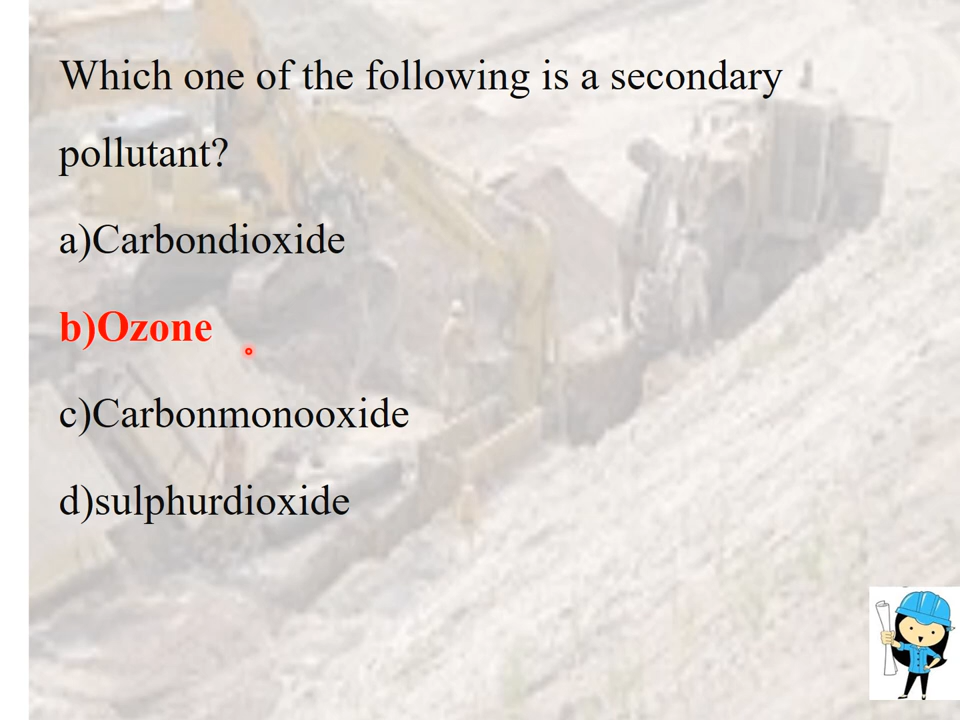 Which one of the following is a secondary
pollutant?
a)Carbondioxide
b)Ozone
c)Carbonmonooxide
d)sulphurdioxide